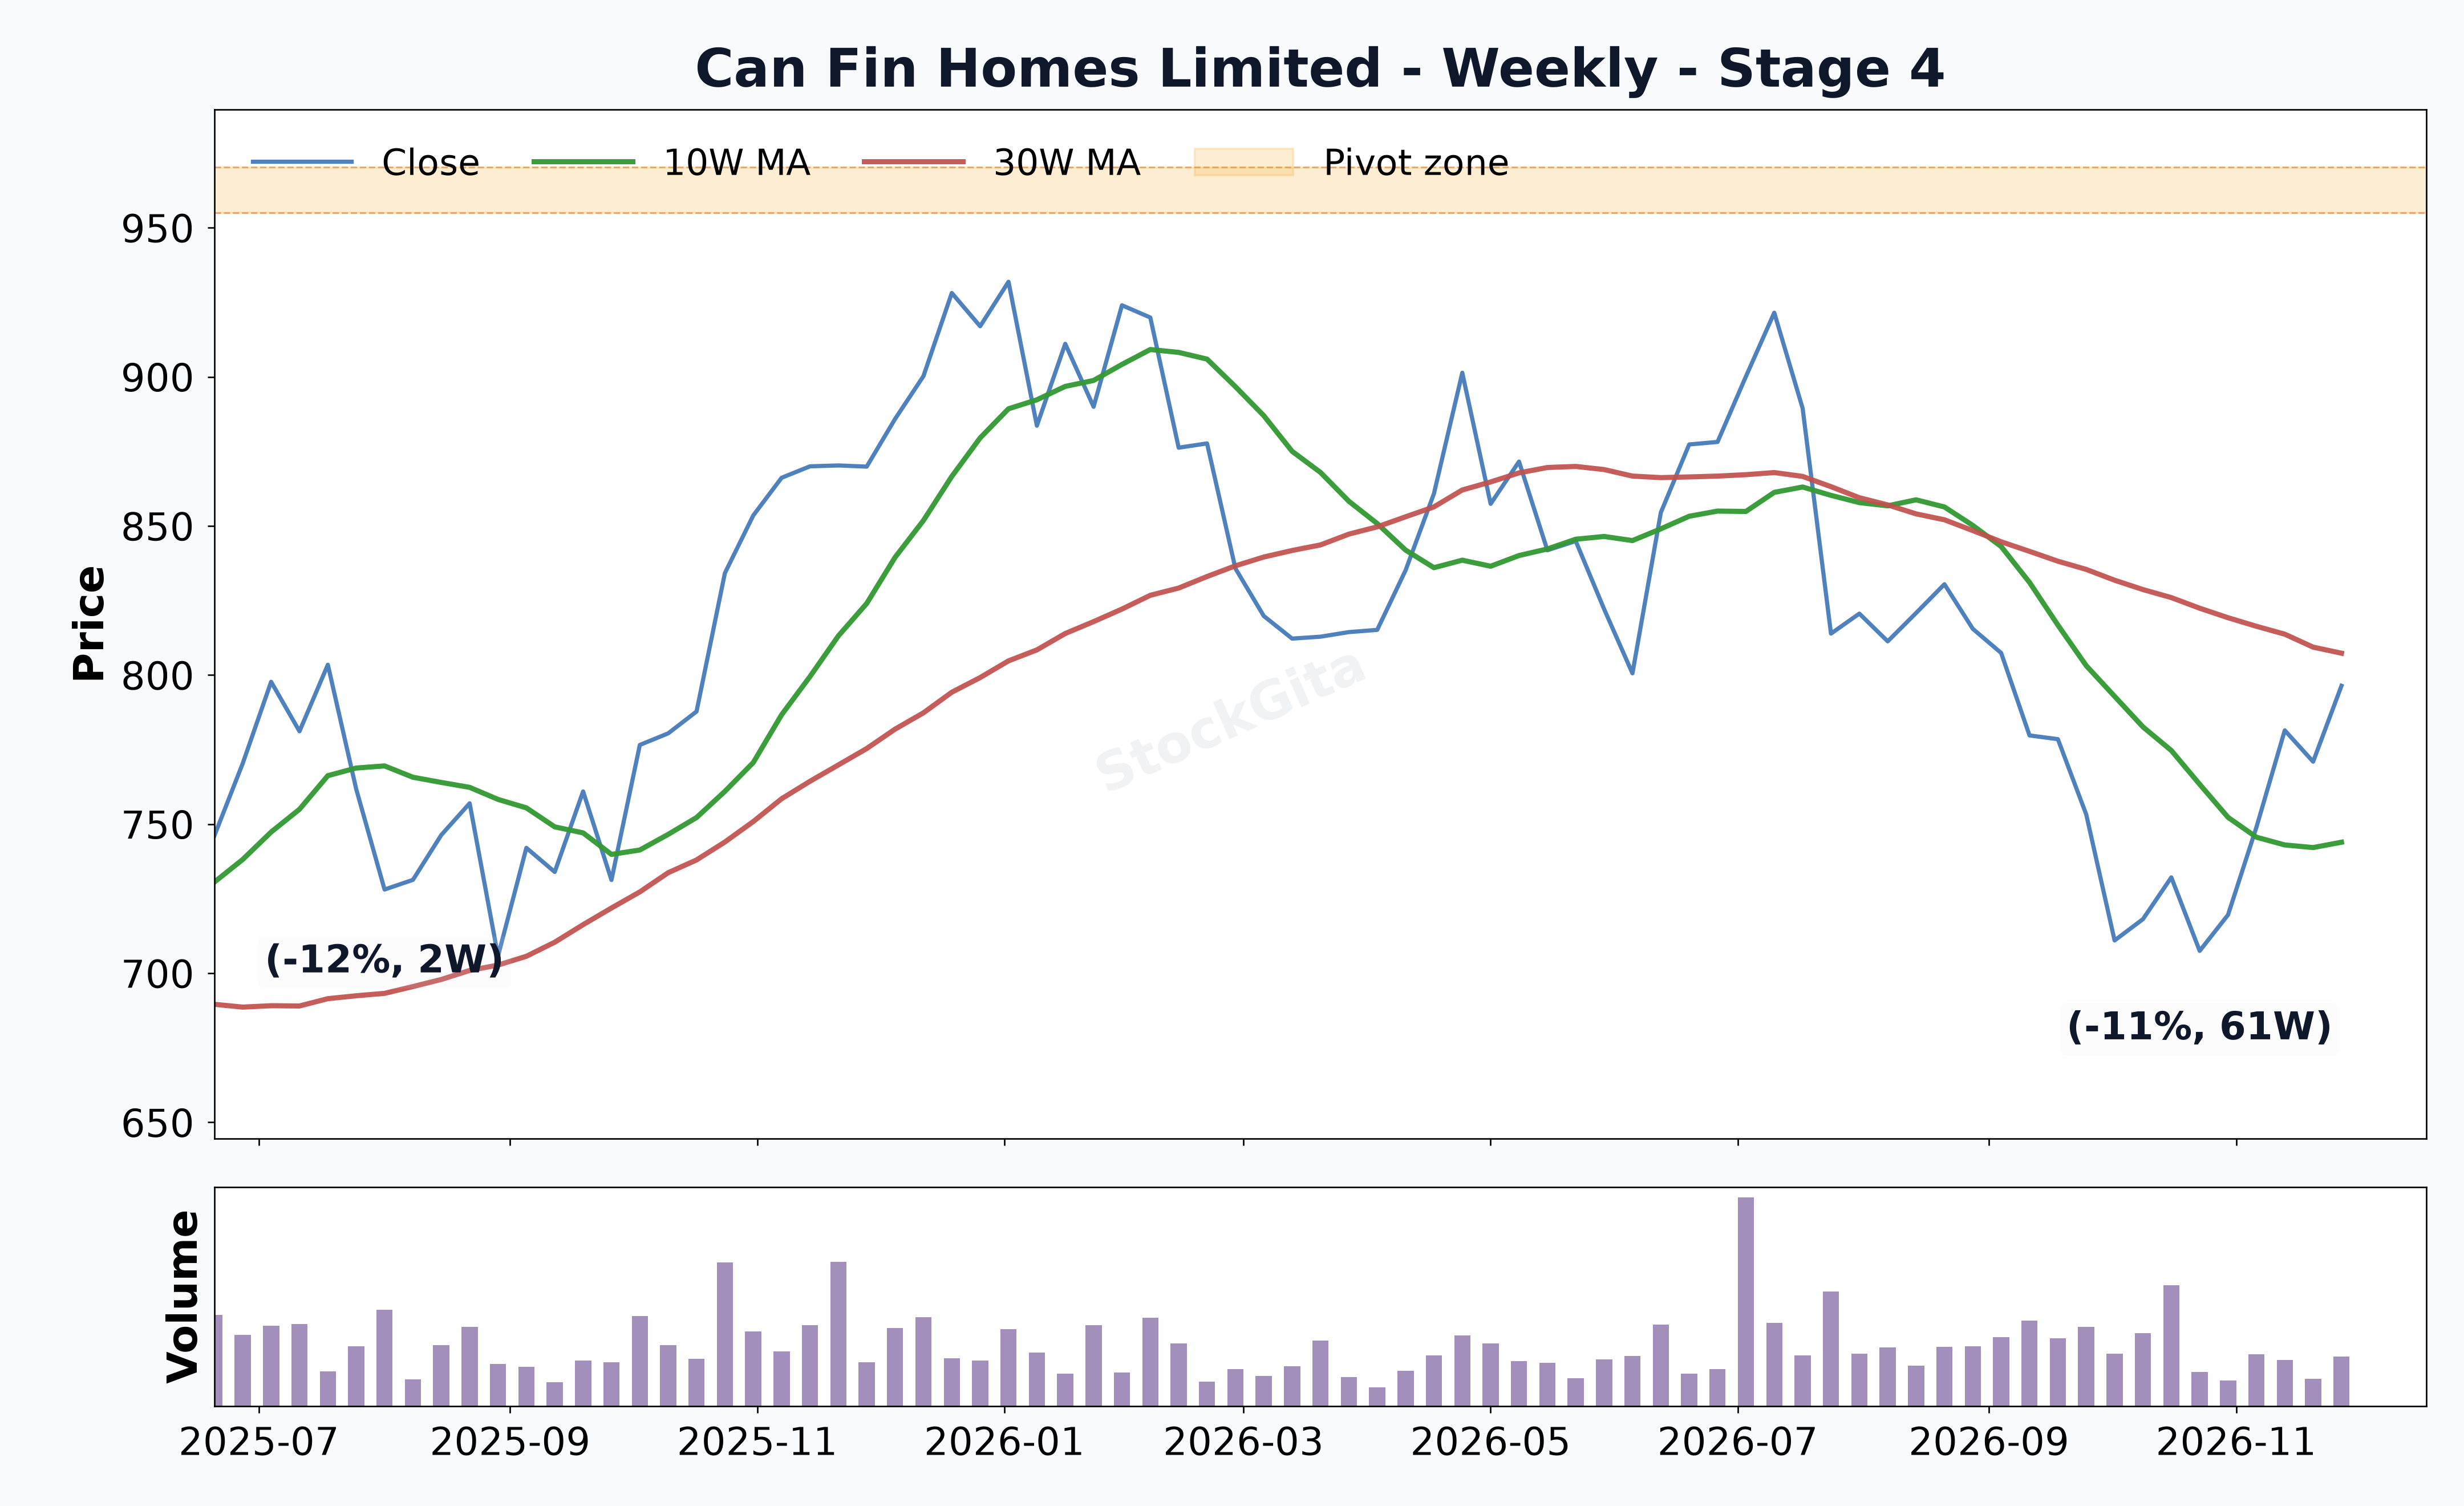 Can Fin Homes Limited - Weekly - Stage 4
Close 10W MA 30W MA Pivot zone
950
900
850
800
750
700
650
Price
StockGita
(-12%, 2W)
(-11%, 61W)
Volume
2025-07 2025-09 2025-11 2026-01 2026-03 2026-05 2026-07 2026-09 2026-11